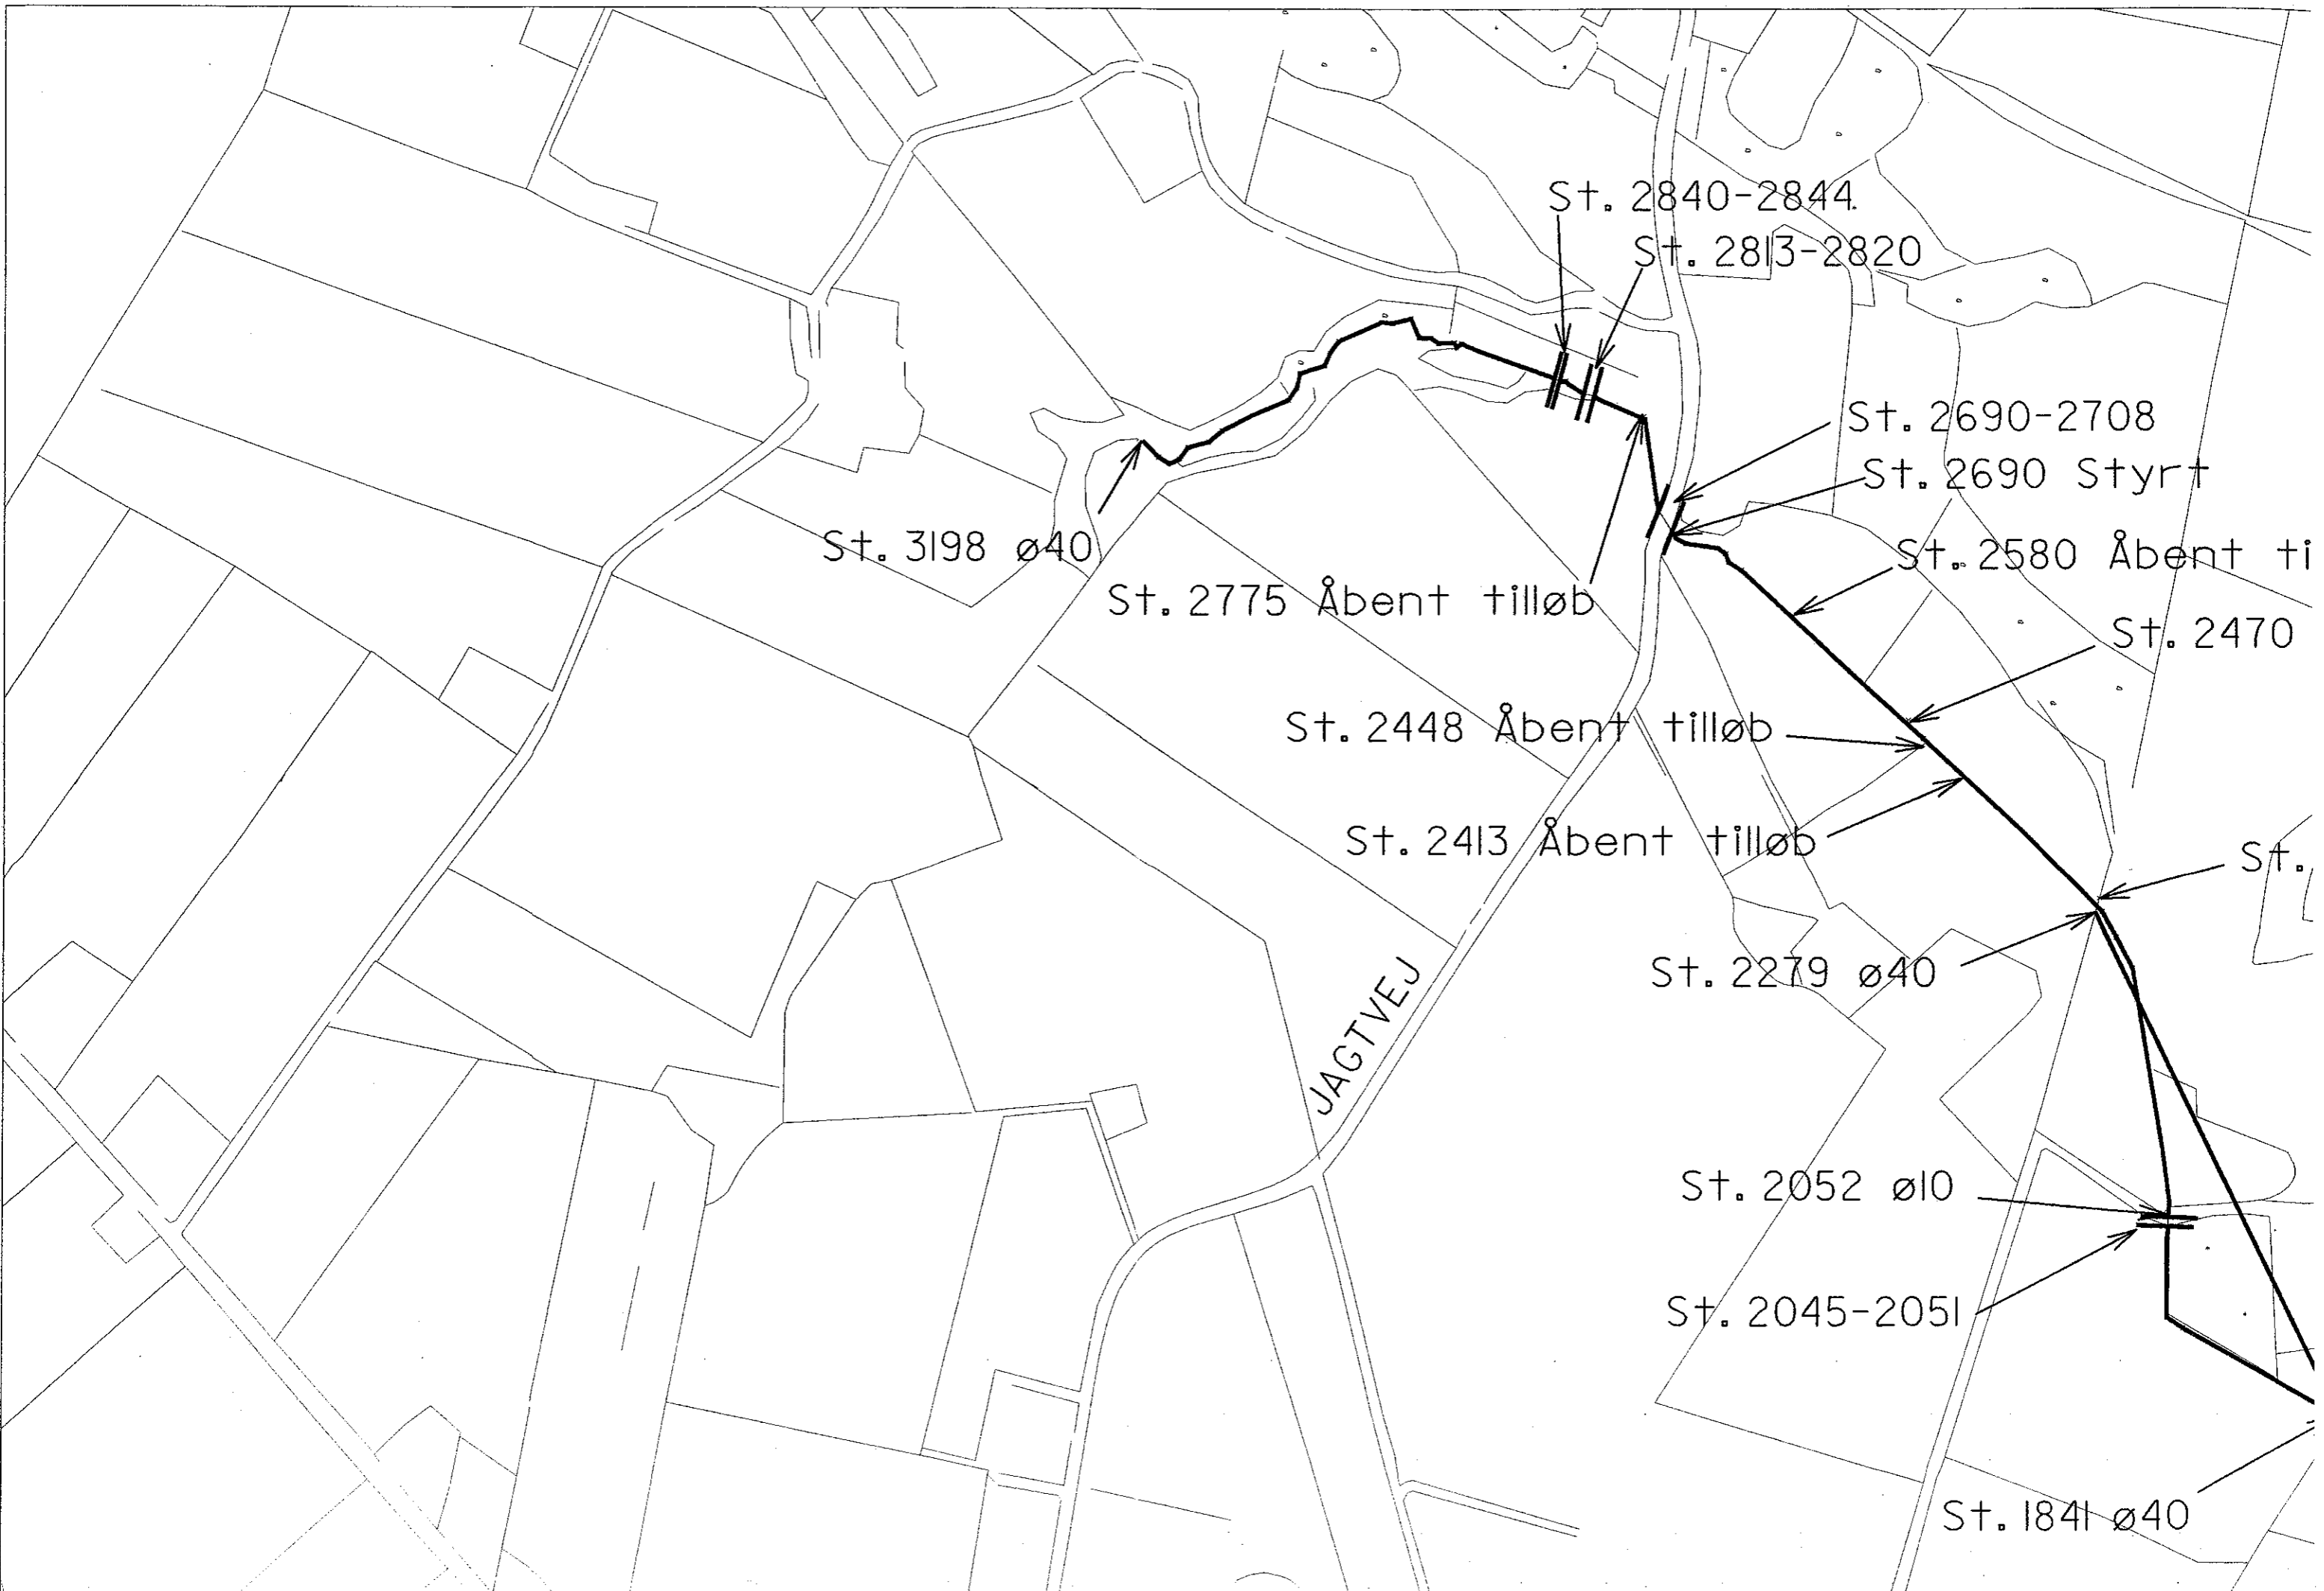 St. 2840-2844
St. 2813-2820
St. 2690-2708
St. 2690 Styrt
St. 3198 ø40
St. 2580 Åbent ti
St. 2775 Åbent tilløb
St. 2470
St. 2448 Åbent tilløb
St. 2413 Åbent tilløb
St.
St. 2279 ø40
JAGTVEJ
St. 2052 ø10
St. 2045-2051
St. 1841 ø40